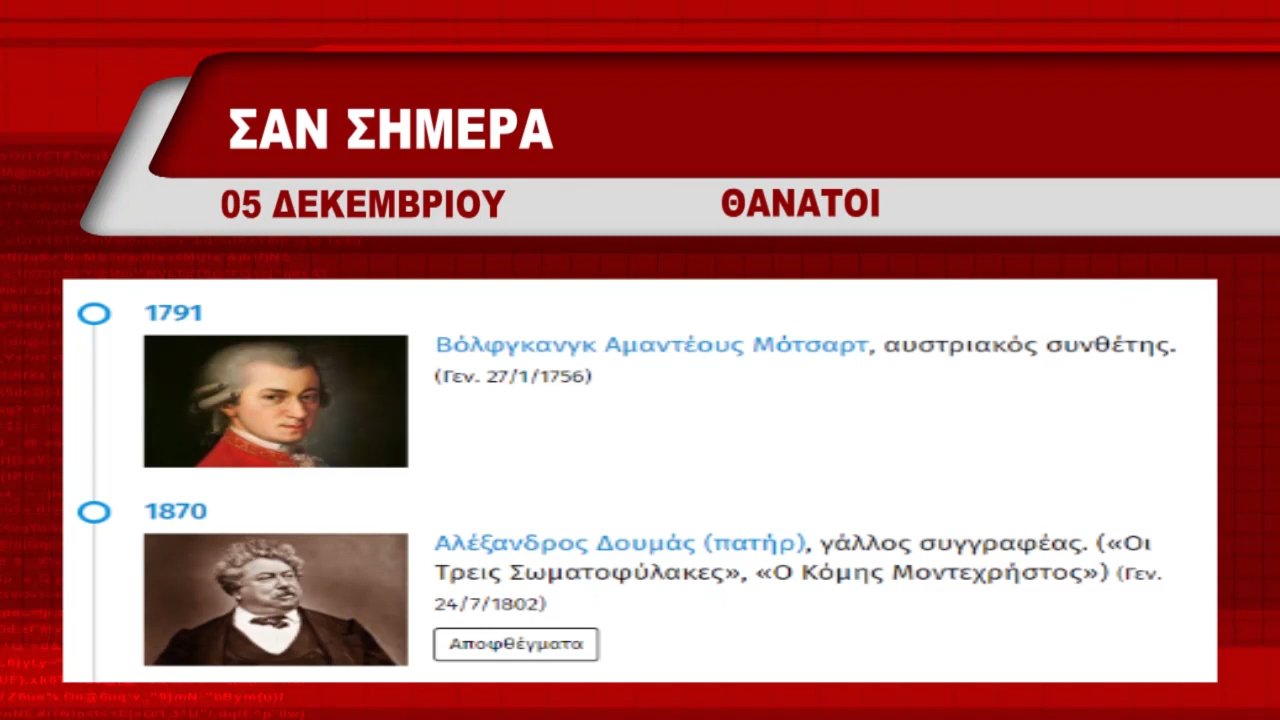 ΣΑΝ ΣΗΜΕΡΑ
05 ΔΕΚΕΜΒΡΙΟΥ ΘΑΝΑΤΟΙ
1791
Βόλφγκανγκ Αμαντέους Μότσαρτ, αυστριακός συνθέτης.
(Γεν. 27/1/1756)
1870
Αλέξανδρος Δουμάς (πατήρ), γάλλος συγγραφέας. («Οι
Τρεις Σωματοφύλακες», «Ο Κόμης Μοντεχρήστος») (Γεν.
24/7/1802)
Αποφθέγματα